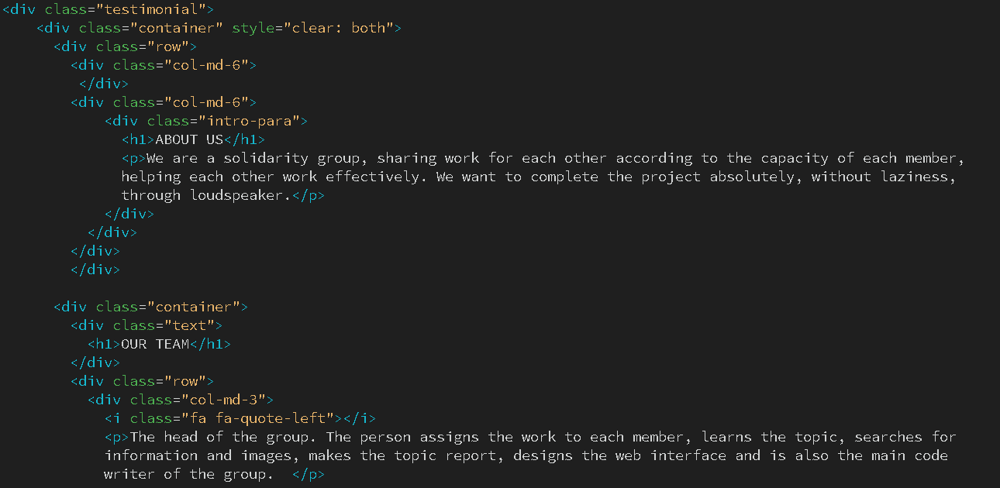 <div class="testimonial">
<div class="container" style="clear: both">
<div class="row">
<div class="col-md-6">
</div>
<div class="col-md-6">
<div class="intro-para">
<h1>ABOUT US</h1>
<p>We are a solidarity group, sharing work for each other according to the capacity of each member,
helping each other work effectively. We want to complete the project absolutely, without laziness,
through loudspeaker.</p>
</div>
</div>
</div>
</div>
<div class="container">
<div class="text">
<h1>OUR TEAM</h1>
</div>
<div class="row">
<div class="col-md-3">
<i class="fa fa-quote-left"></i>
<p>The head of the group. The person assigns the work to each member, learns the topic, searches for
information and images, makes the topic report, designs the web interface and is also the main code
writer of the group.  </p>